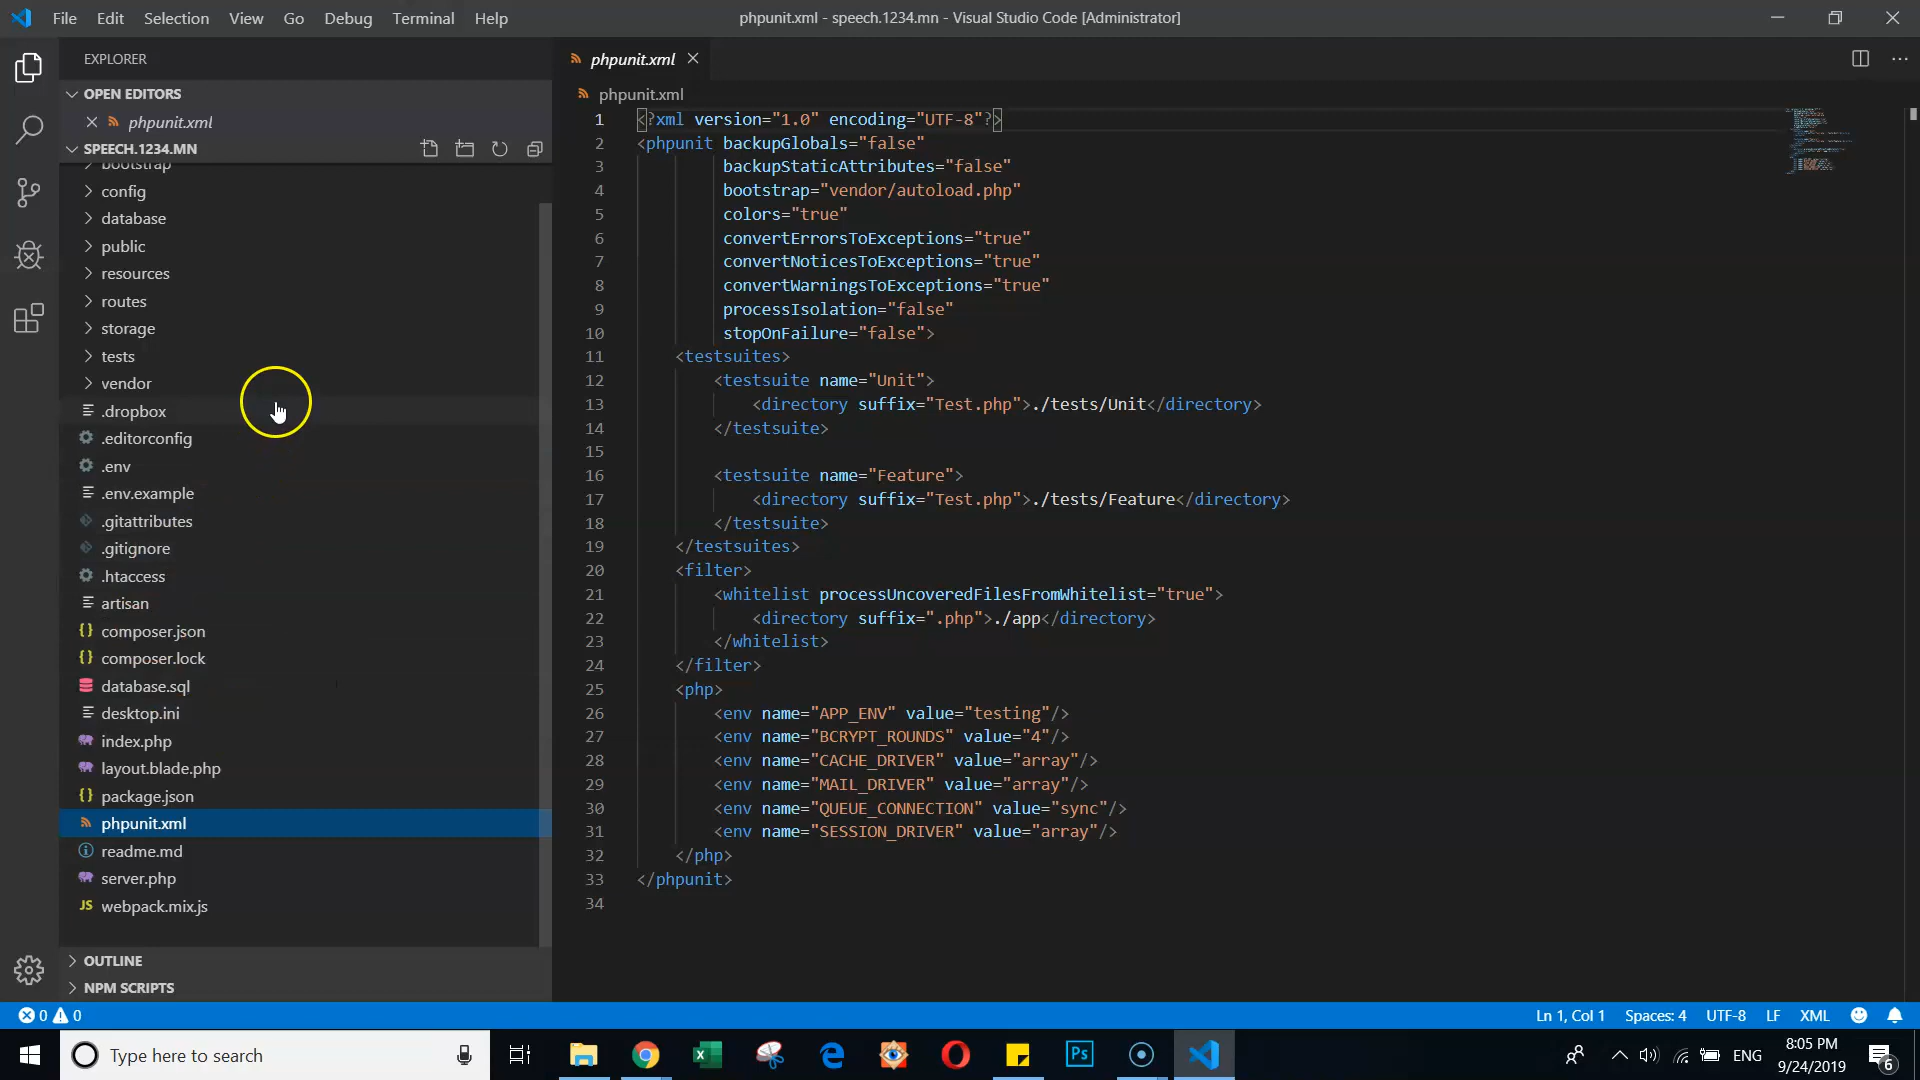 File Edit Selection View Go Debug Terminal Help
phpunit.xml - speech.1234.mn - Visual Studio Code [Administrator]
EXPLORER
OPEN EDITORS
phpunit.xml
SPEECH.1234.MN
bootstrap
config
database
public
resources
routes
storage
tests
vendor
.dropbox
.editorconfig
.env
.env.example
.gitattributes
.gitignore
.htaccess
artisan
{} composer.json
{} composer.lock
database.sql
desktop.ini
index.php
layout.blade.php
{} package.json
phpunit.xml
readme.md
server.php
JS webpack.mix.js
OUTLINE
NPM SCRIPTS
phpunit.xml
phpunit.xml
1 <?xml version="1.0" encoding="UTF-8"?>
2 <phpunit backupGlobals="false"
3 backupStaticAttributes="false"
4 bootstrap="vendor/autoload.php"
5 colors="true"
6 convertErrorsToExceptions="true"
7 convertNoticesToExceptions="true"
8 convertWarningsToExceptions="true"
9 processIsolation="false"
10 stopOnFailure="false">
11 <testsuites>
12 <testsuite name="Unit">
13 <directory suffix="Test.php">./tests/Unit</directory>
14 </testsuite>
15
16 <testsuite name="Feature">
17 <directory suffix="Test.php">./tests/Feature</directory>
18 </testsuite>
19 </testsuites>
20 <filter>
21 <whitelist processUncoveredFilesFromWhitelist="true">
22 <directory suffix=".php">./app</directory>
23 </whitelist>
24 </filter>
25 <php>
26 <env name="APP_ENV" value="testing"/>
27 <env name="BCRYPT_ROUNDS" value="4"/>
28 <env name="CACHE_DRIVER" value="array"/>
29 <env name="MAIL_DRIVER" value="array"/>
30 <env name="QUEUE_CONNECTION" value="sync"/>
31 <env name="SESSION_DRIVER" value="array"/>
32 </php>
33 </phpunit>
34
0 0
Ln 1, Col 1 Spaces: 4 UTF-8 LF XML
Type here to search
Ps
ENG
8:05 PM
9/24/2019
6